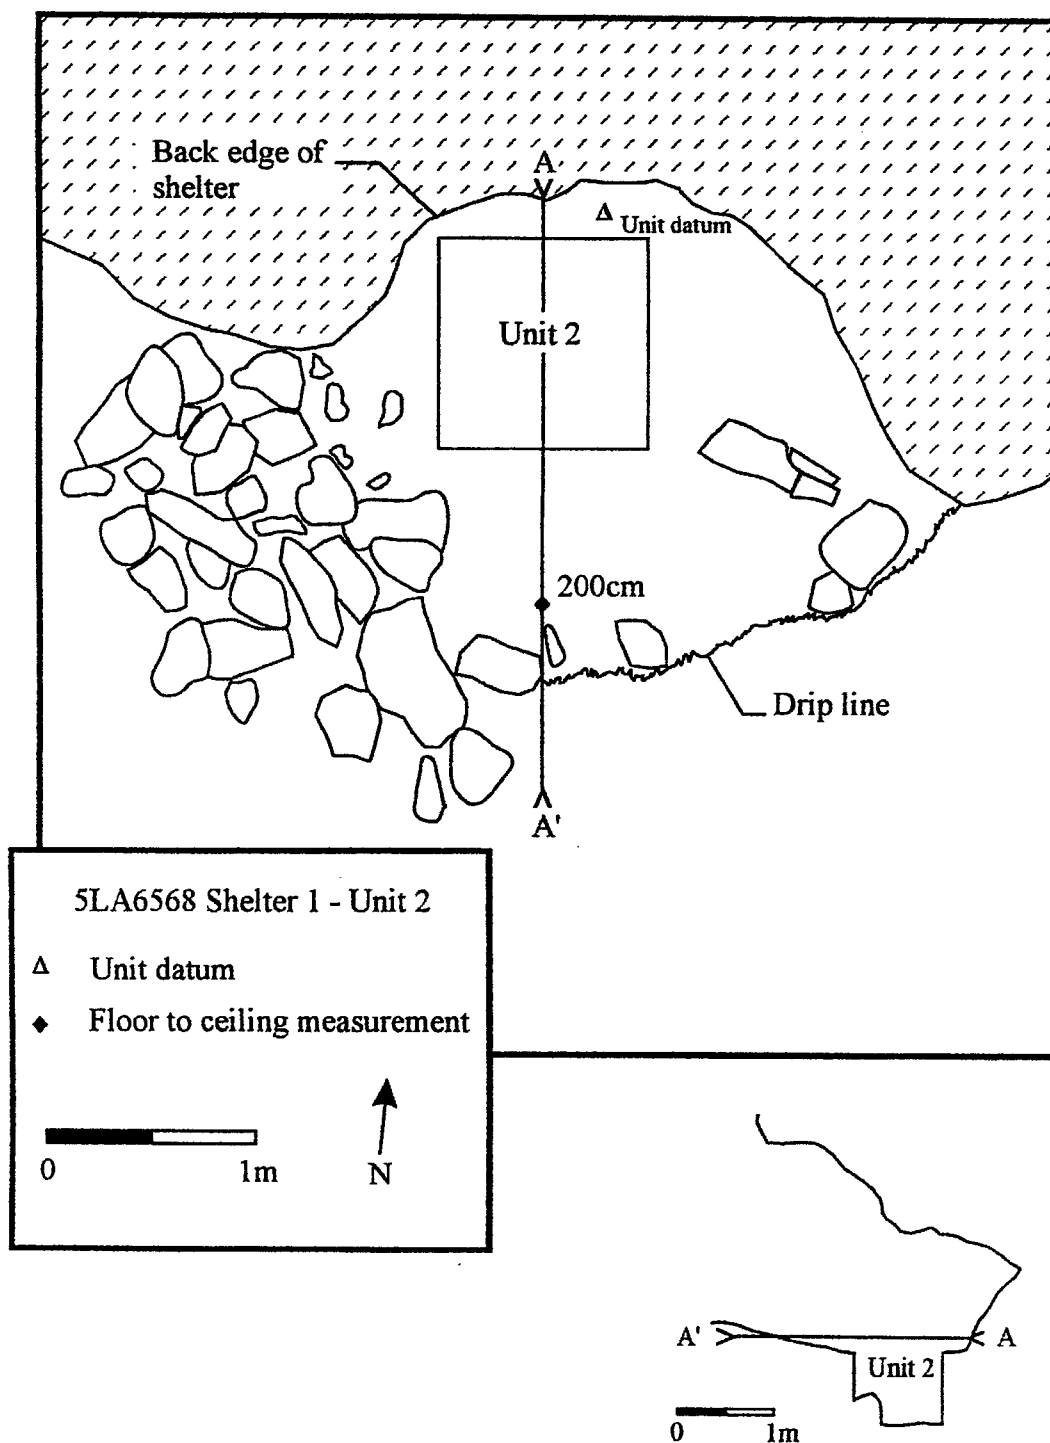 Back edge of
shelter
A
Δ Unit datum
Unit 2
200cm
Drip line
A'
5LA6568 Shelter 1 - Unit 2
Δ Unit datum
◆ Floor to ceiling measurement
0 1m
N
A' A
Unit 2
0 1m